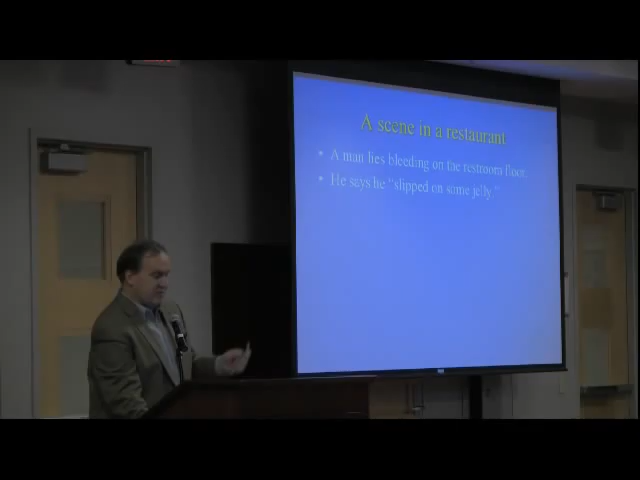 A scene in a restaurant
• A man lies bleeding on the restroom floor.
• He says he “slipped on some jelly.”